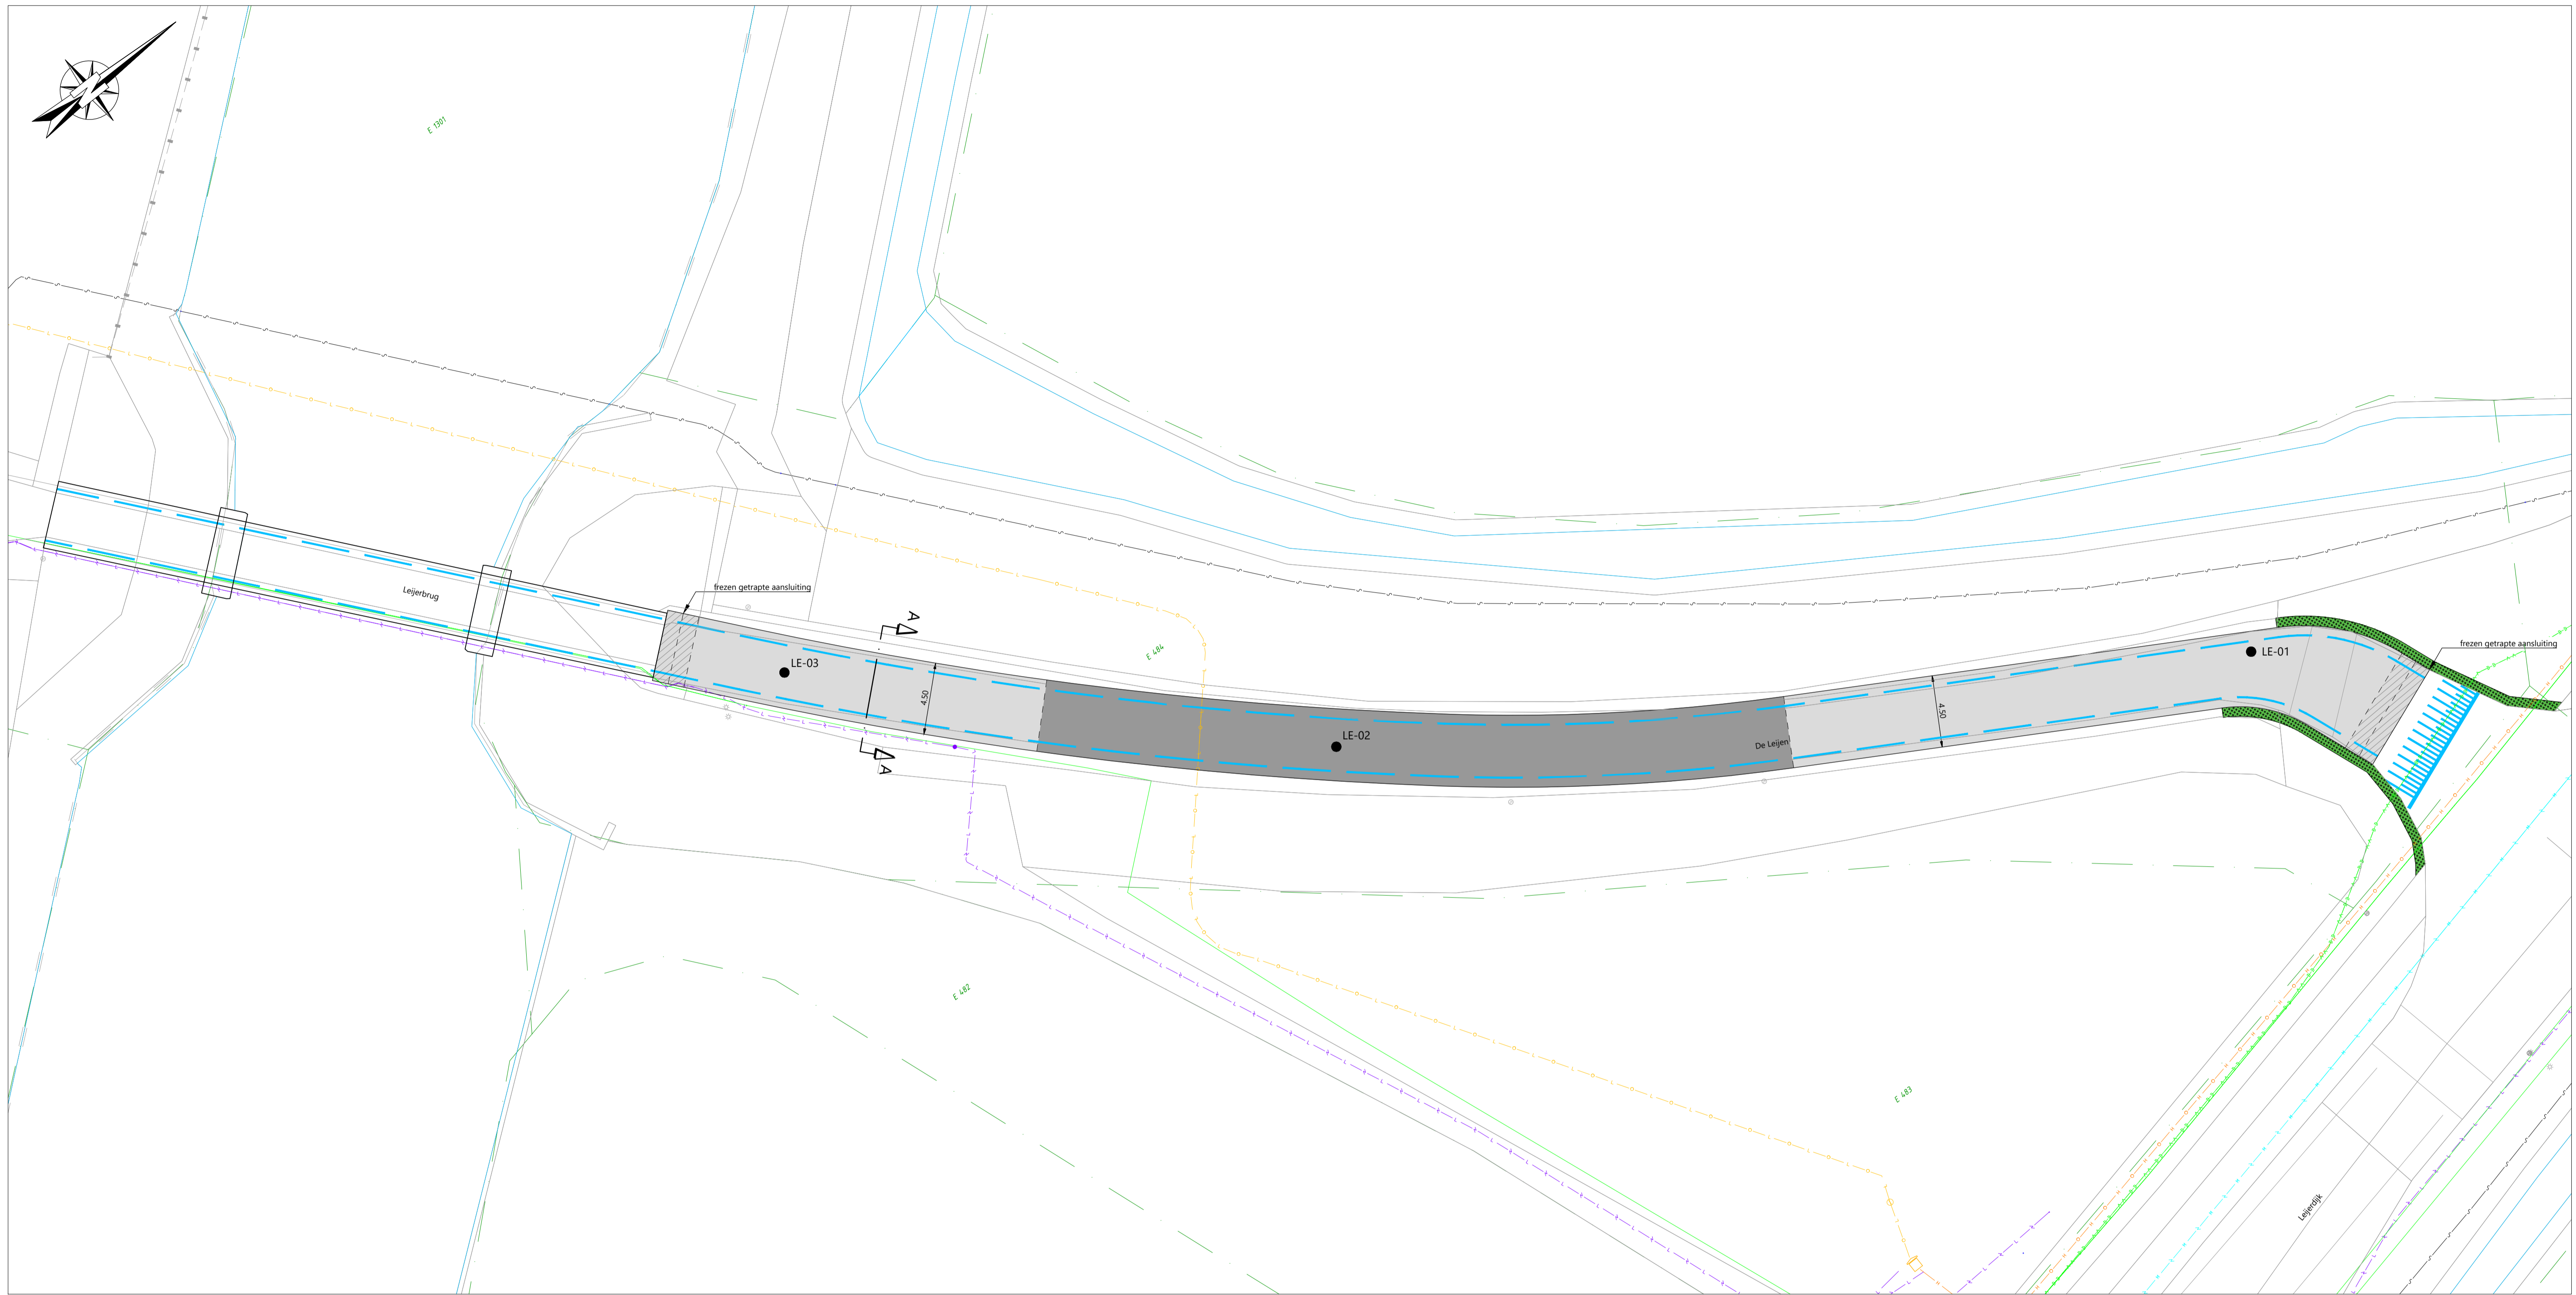 E 1301
Leijerbrug
frezen getrapte aansluiting
A
LE-03
4.50
A
E 484
LE-02
De Leijen
4.50
LE-01
frezen getrapte aansluiting
E 482
E 483
Leijerdijk